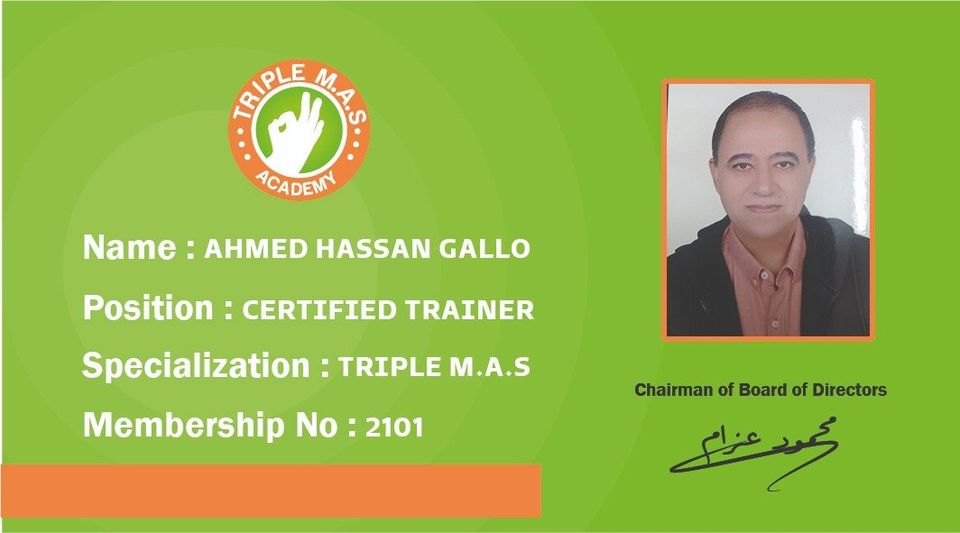 TRIPLE M.A.S
ACADEMY
Name : AHMED HASSAN GALLO
Position : CERTIFIED TRAINER
Specialization : TRIPLE M.A.S
Membership No : 2101
Chairman of Board of Directors
محمود عزام